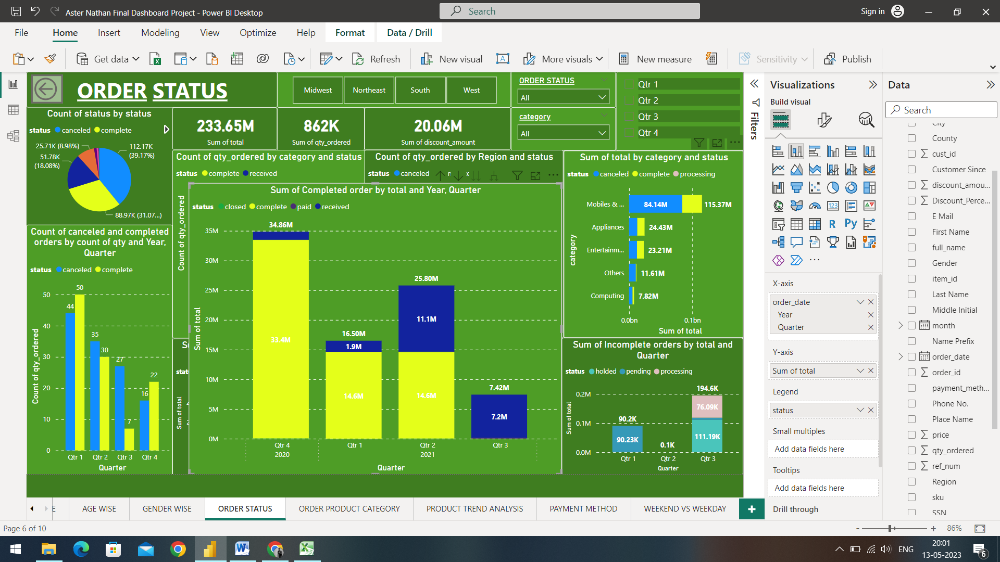 Aster Nathan Final Dashboard Project - Power BI Desktop
Search
Sign in
File Home Insert Modeling View Optimize Help Format Data / Drill
Get data
Refresh
New visual
More visuals
New measure
Sensitivity
Publish
ORDER STATUS
Midwest
Northeast
South
West
ORDER STATUS
All
category
All
Qtr 1
Qtr 2
Qtr 3
Qtr 4
Count of status by status
status canceled complete
25.71K (8.98%)
112.17K
(39.17%)
51.78K
(18.08%)
88.97K (31.07...)
233.65M
Sum of total
862K
Sum of qty_ordered
20.06M
Sum of discount_amount
Count of qty_ordered by category and status
status complete received
Count of qty_ordered
Count of qty_ordered by Region and status
status canceled
Count of canceled and completed
orders by count of qty and Year,
Quarter
status canceled complete
Count of qty_ordered
50
40
30
20
10
0
44
50
35
30
27
7
16
22
Qtr 1 Qtr 2 Qtr 3 Qtr 4
Quarter
Sum of total
Sum of Completed order by total and Year, Quarter
status closed complete paid received
Sum of total
35M
30M
25M
20M
15M
10M
5M
0M
34.86M
33.4M
16.50M
1.9M
14.6M
25.80M
11.1M
14.6M
7.42M
7.2M
Qtr 4 Qtr 1 Qtr 2 Qtr 3
2020 2021
Quarter
Sum of total by category and status
status canceled complete processing
category
Mobiles & ... 84.14M 115.37M
Appliances 24.43M
Entertainm... 23.21M
Others 11.61M
Computing 7.82M
0.0bn 0.1bn
Sum of total
Sum of Incomplete orders by total and
Quarter
status holded pending processing
Sum of total
0.2M
0.1M
0.0M
90.2K
90.23K
0.1K
194.6K
76.09K
111.19K
Qtr 1 Qtr 2 Qtr 3
Quarter
Filters
Visualizations
Build visual
123
R
Py
X-axis
order_date
Year
Quarter
Y-axis
Sum of total
Legend
status
Small multiples
Add data fields here
Tooltips
Add data fields here
Drill through
Data
Search
City
County
cust_id
Customer Since
discount_amou...
Discount_Perce...
E Mail
First Name
full_name
Gender
item_id
Last Name
Middle Initial
month
Name Prefix
order_date
order_id
payment_meth...
Phone No.
Place Name
price
qty_ordered
ref_num
Region
sku
SSN
E
AGE WISE
GENDER WISE
ORDER STATUS
ORDER PRODUCT CATEGORY
PRODUCT TREND ANALYSIS
PAYMENT METHOD
WEEKEND VS WEEKDAY
+
Page 6 of 10
- + 86%
ENG
20:01
13-05-2023
6